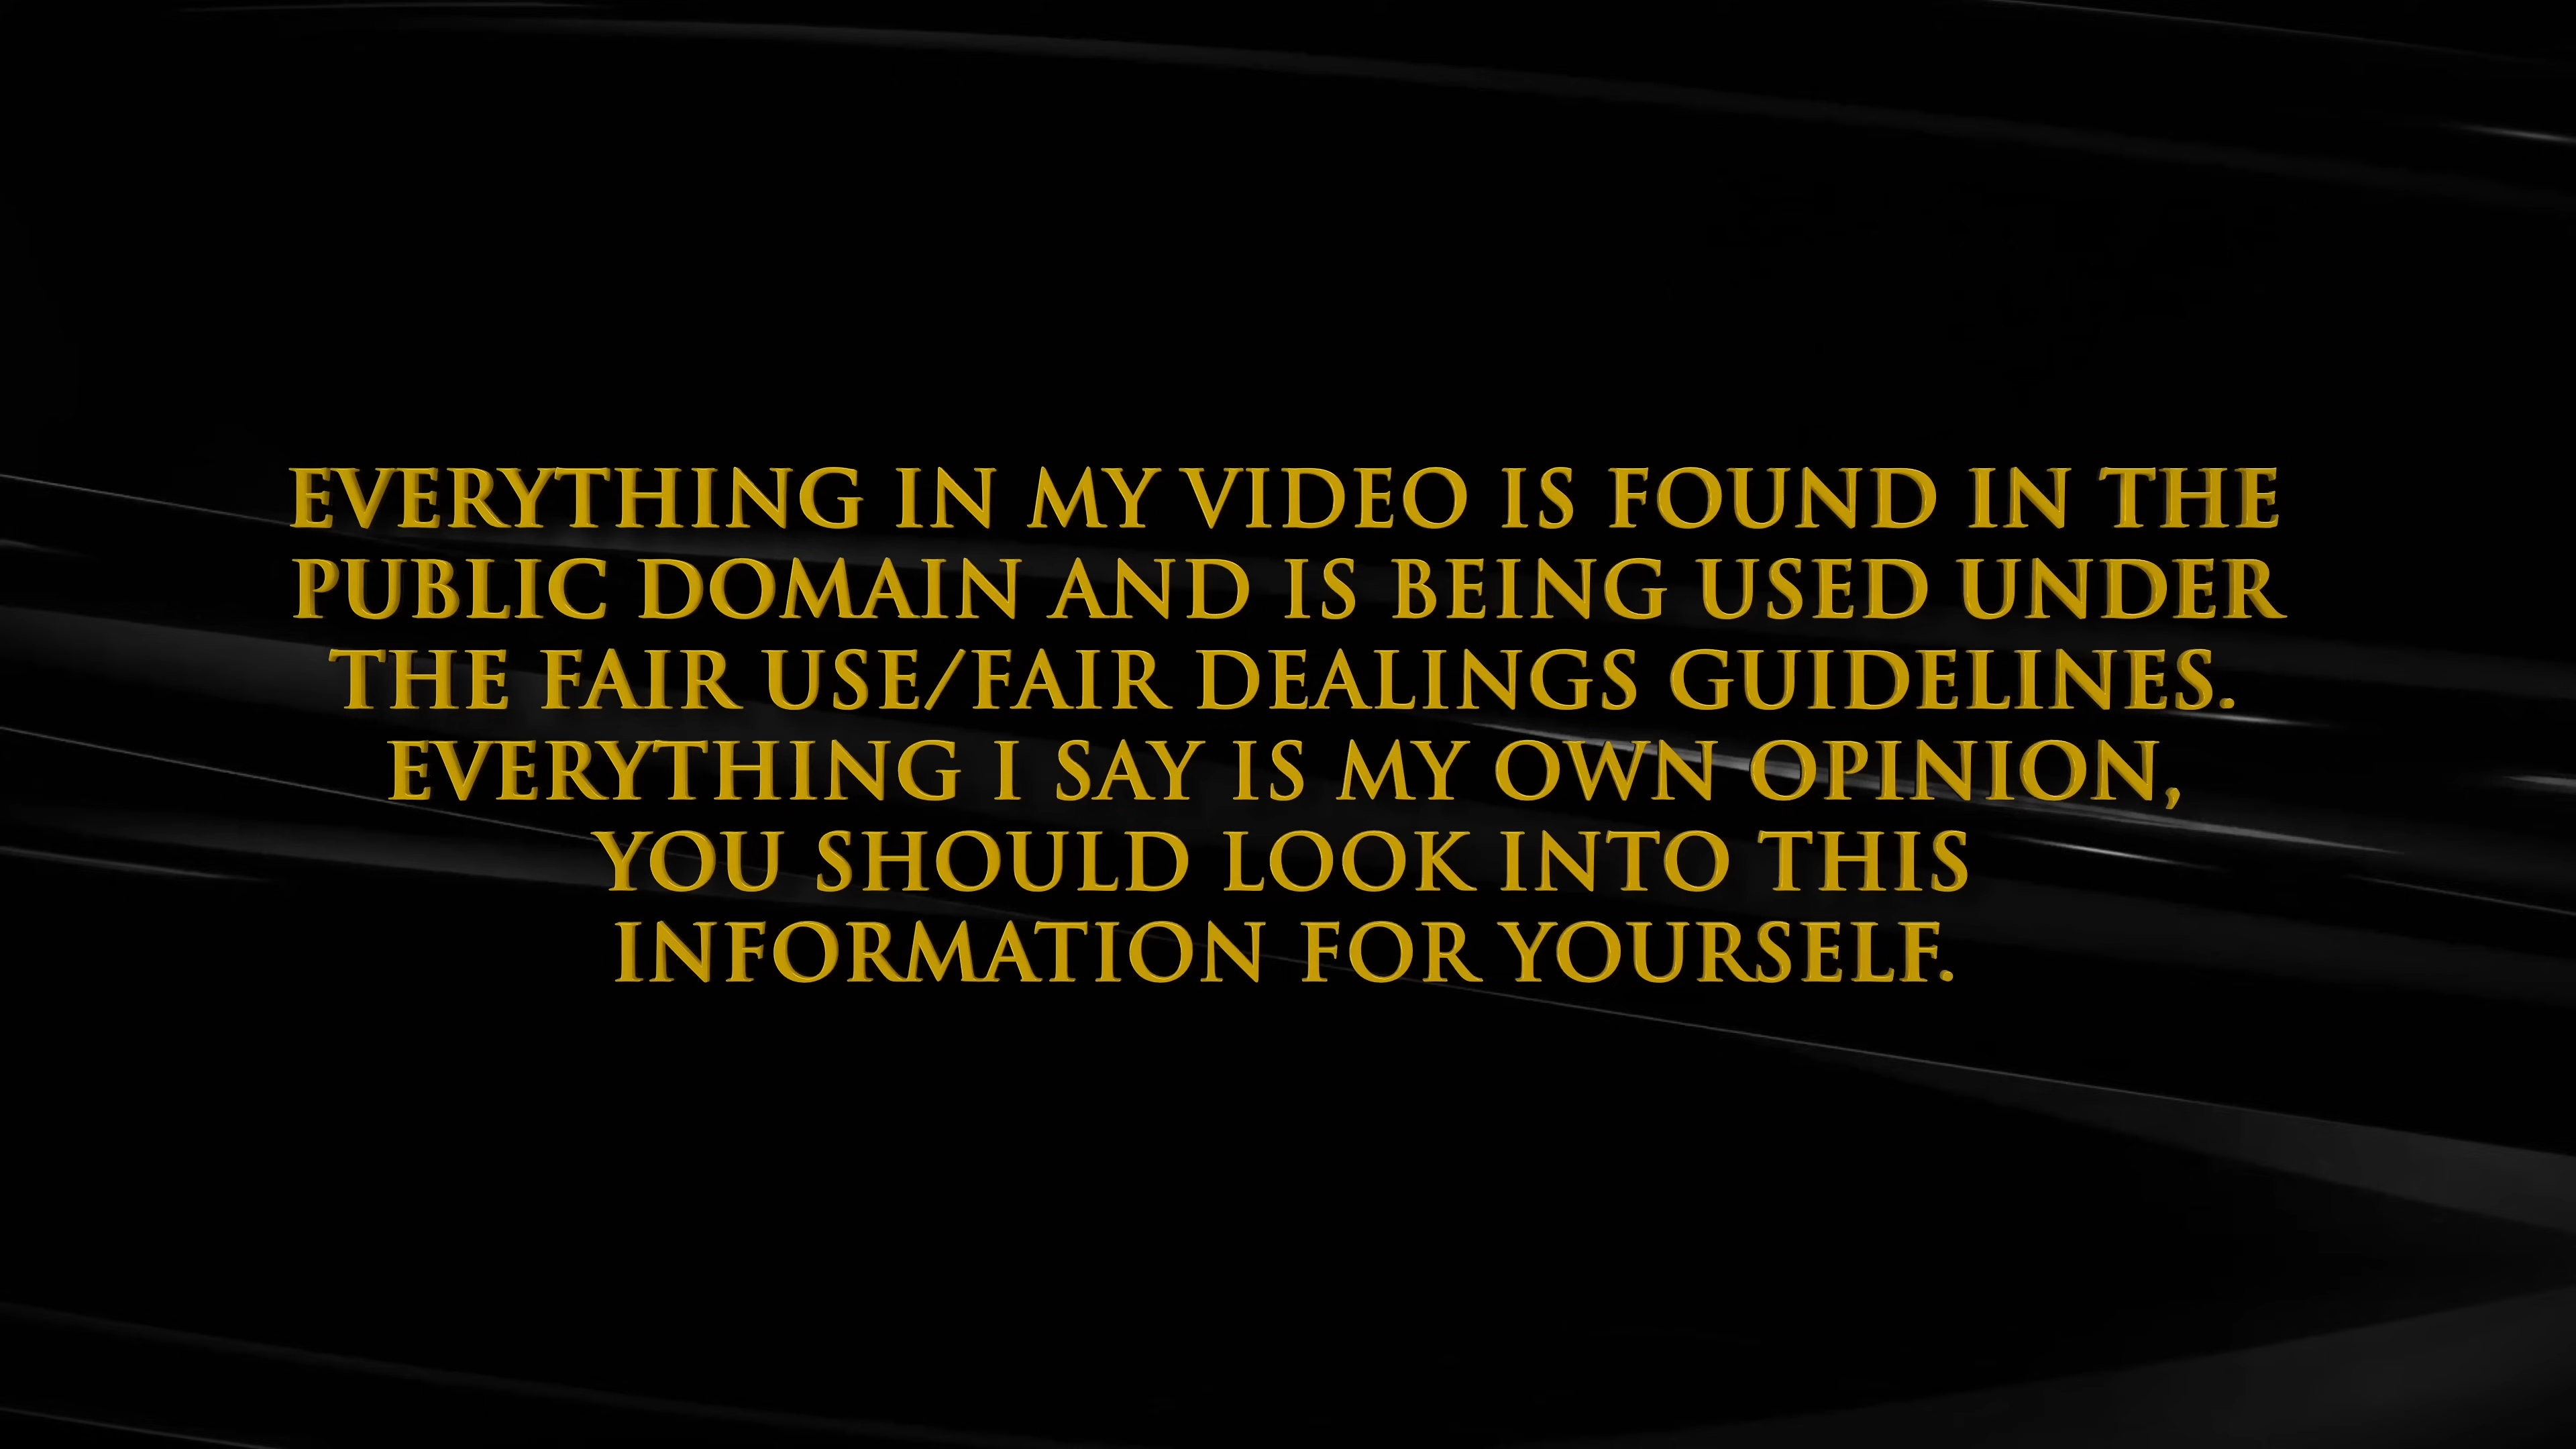 EVERYTHING IN MY VIDEO IS FOUND IN THE
PUBLIC DOMAIN AND IS BEING USED UNDER
THE FAIR USE/FAIR DEALINGS GUIDELINES.
EVERYTHING I SAY IS MY OWN OPINION,
YOU SHOULD LOOK INTO THIS
INFORMATION FOR YOURSELF.